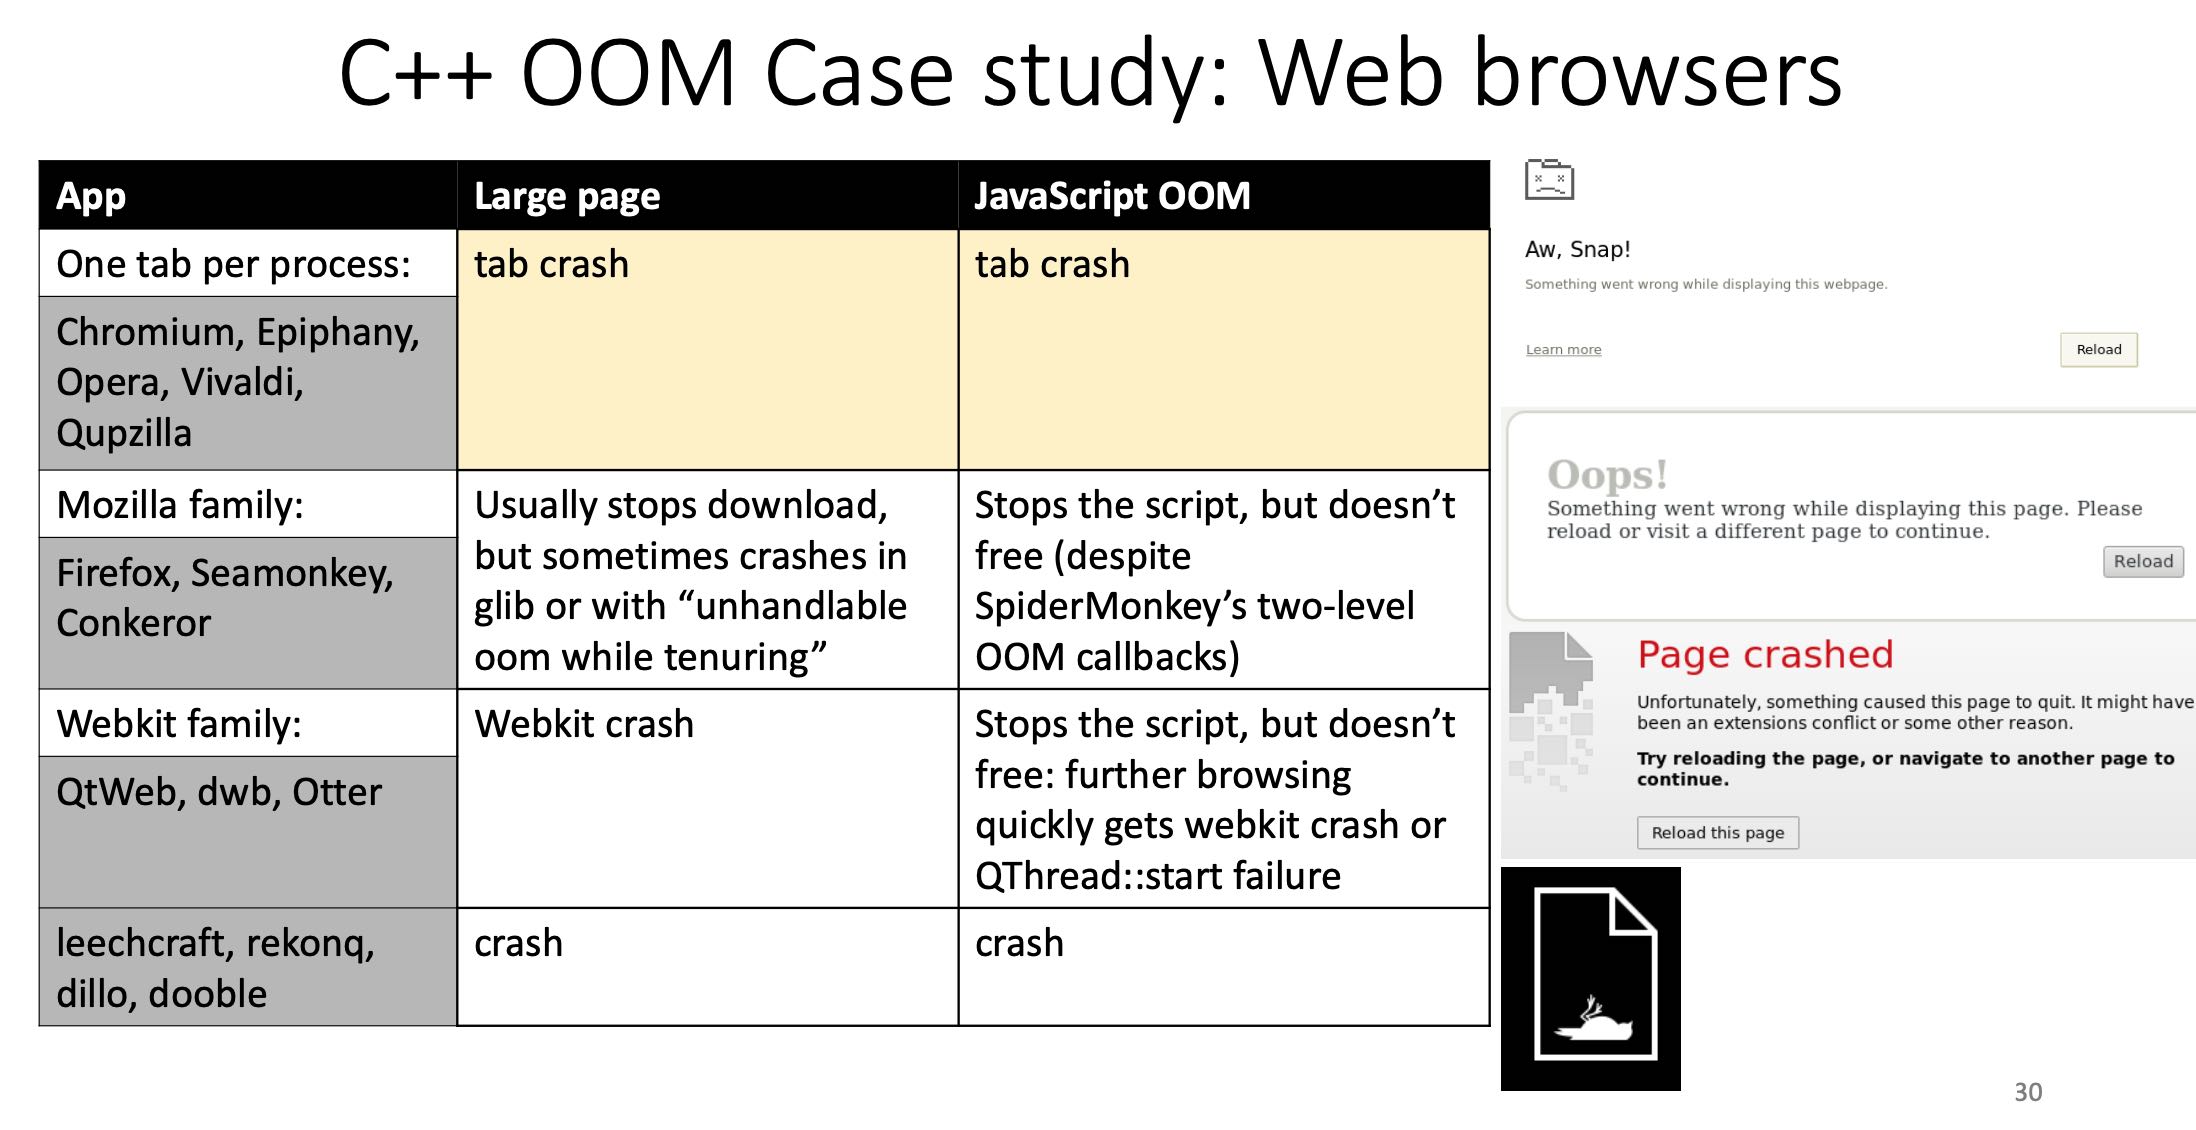 C++ OOM Case study: Web browsers
App
Large page
JavaScript OOM
One tab per process:
tab crash
tab crash
Chromium, Epiphany,
Opera, Vivaldi,
Qupzilla
Mozilla family:
Usually stops download,
but sometimes crashes in
glib or with “unhandlable
oom while tenuring”
Stops the script, but doesn’t
free (despite
SpiderMonkey’s two-level
OOM callbacks)
Firefox, Seamonkey,
Conkeror
Webkit family:
Webkit crash
Stops the script, but doesn’t
free: further browsing
quickly gets webkit crash or
QThread::start failure
QtWeb, dwb, Otter
leechcraft, rekonq,
dillo, dooble
crash
crash
Aw, Snap!
Something went wrong while displaying this webpage.
Learn more
Reload
Oops!
Something went wrong while displaying this page. Please
reload or visit a different page to continue.
Reload
Page crashed
Unfortunately, something caused this page to quit. It might have
been an extensions conflict or some other reason.
Try reloading the page, or navigate to another page to
continue.
Reload this page
30